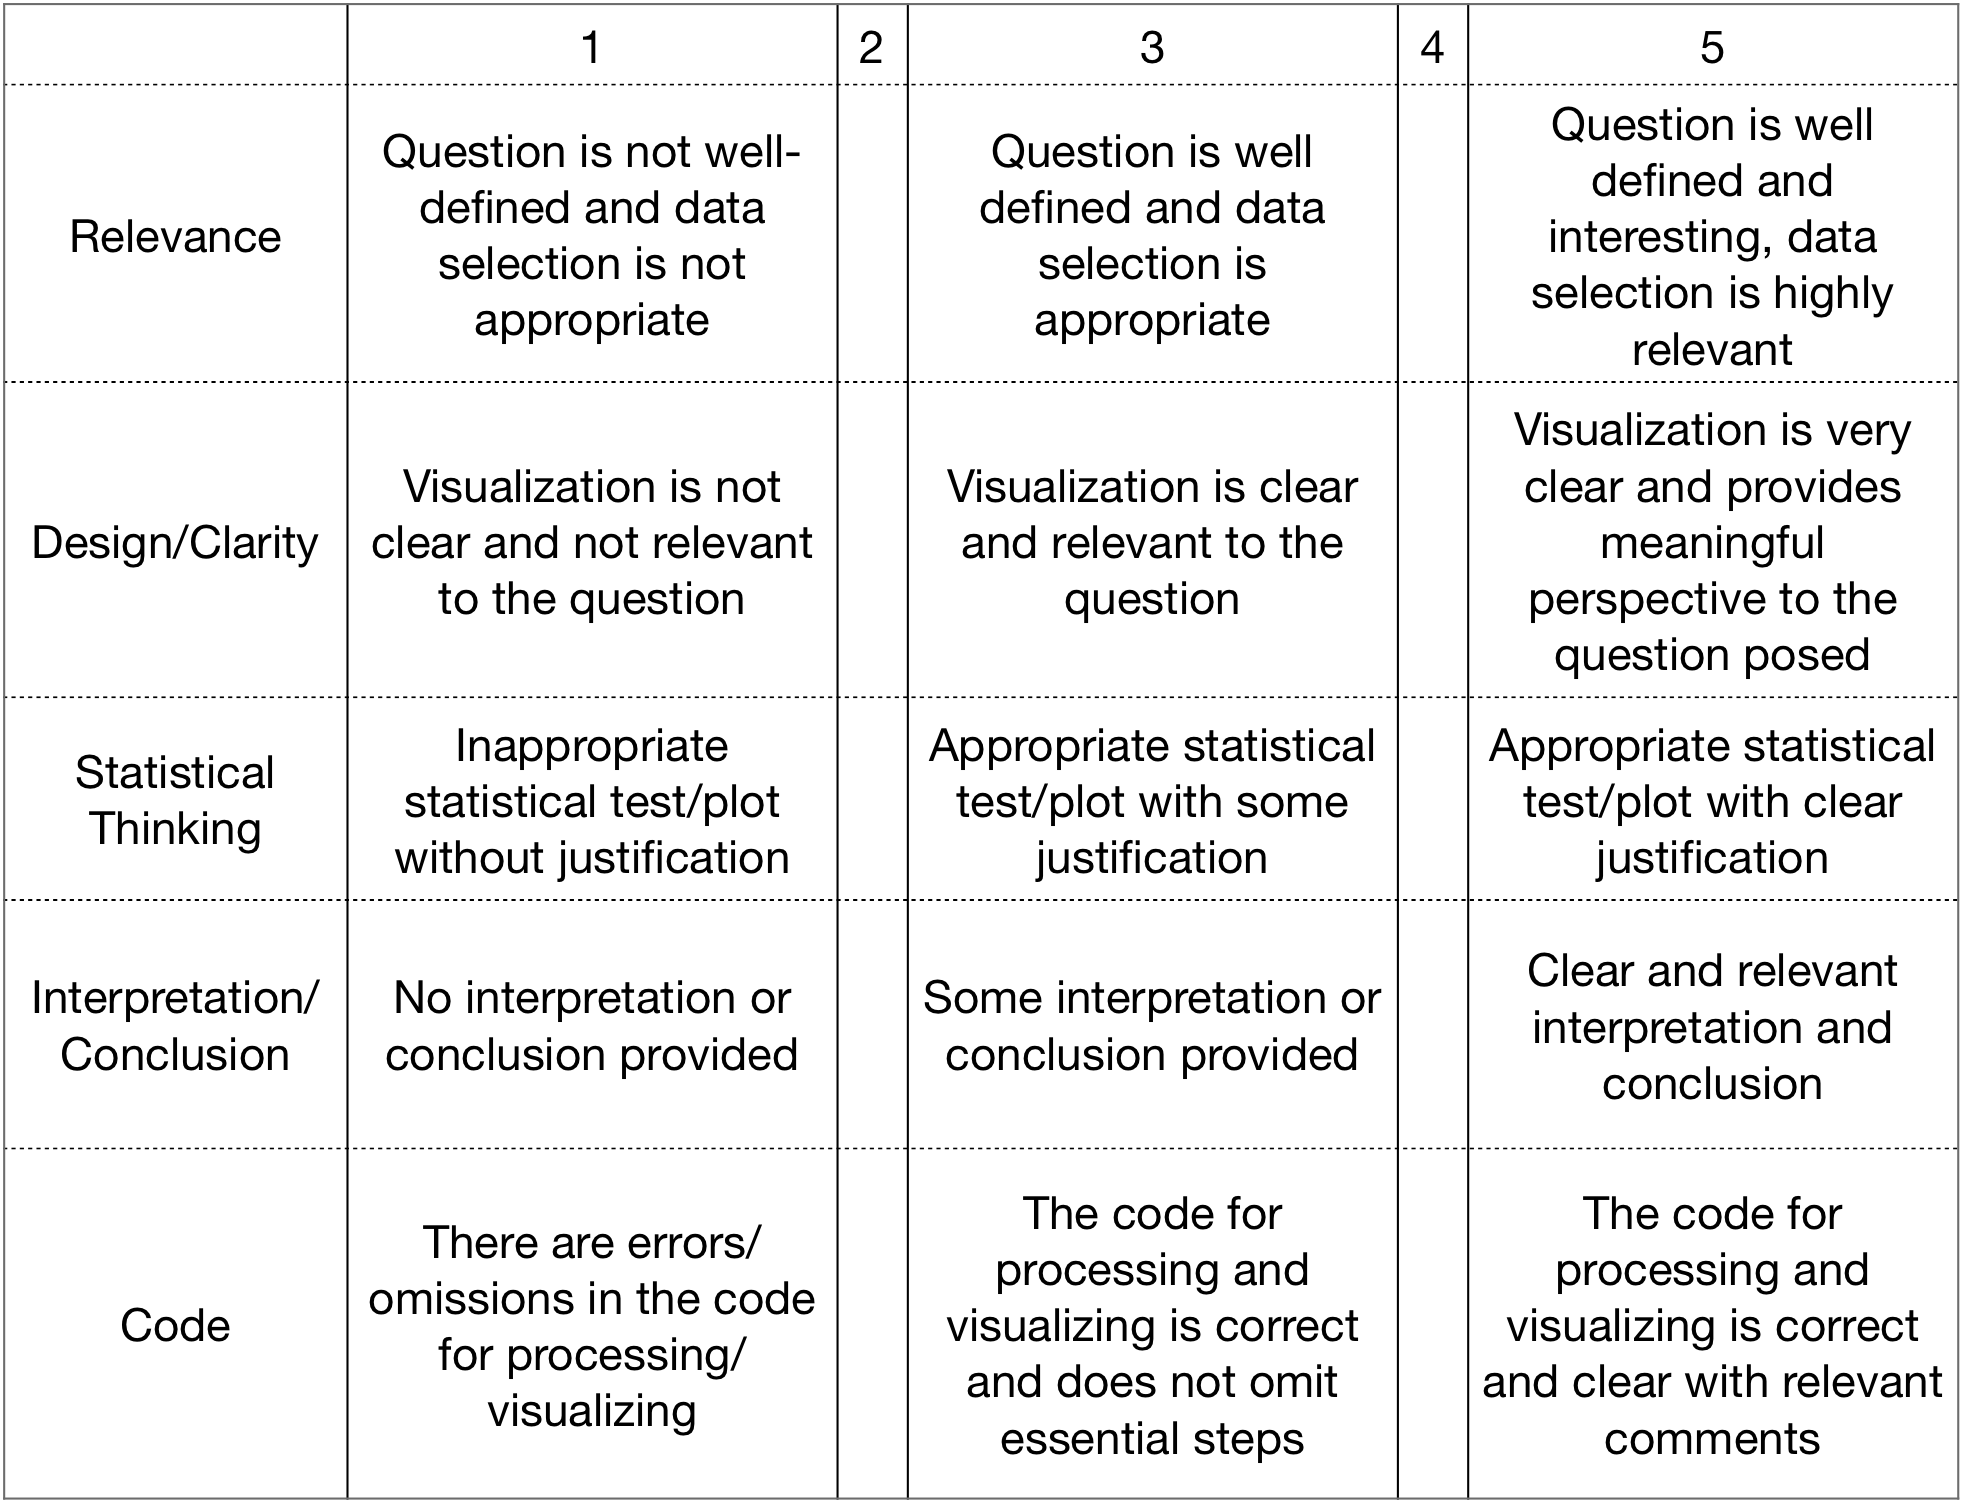 1 2 3 4 5
Relevance
Question is not well-
defined and data
selection is not
appropriate
Question is well
defined and data
selection is
appropriate
Question is well
defined and
interesting, data
selection is highly
relevant
Design/Clarity
Visualization is not
clear and not relevant
to the question
Visualization is clear
and relevant to the
question
Visualization is very
clear and provides
meaningful
perspective to the
question posed
Statistical
Thinking
Inappropriate
statistical test/plot
without justification
Appropriate statistical
test/plot with some
justification
Appropriate statistical
test/plot with clear
justification
Interpretation/
Conclusion
No interpretation or
conclusion provided
Some interpretation or
conclusion provided
Clear and relevant
interpretation and
conclusion
Code
There are errors/
omissions in the code
for processing/
visualizing
The code for
processing and
visualizing is correct
and does not omit
essential steps
The code for
processing and
visualizing is correct
and clear with relevant
comments